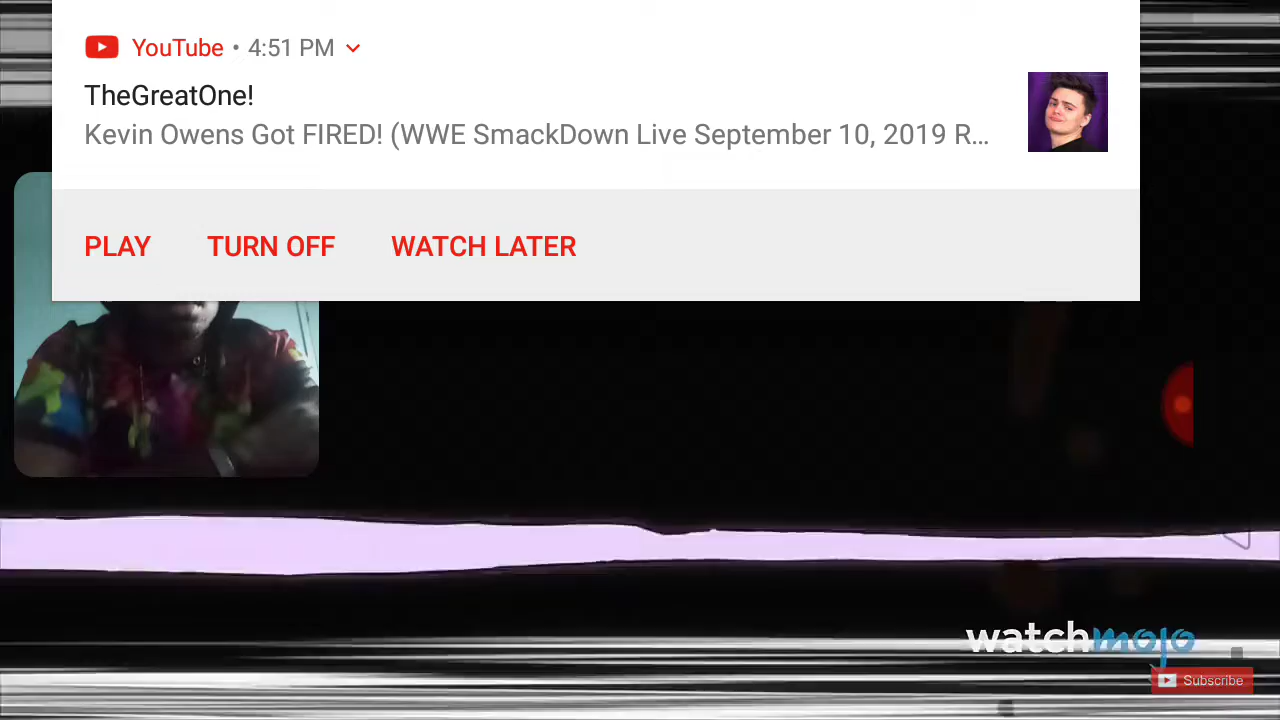 YouTube • 4:51 PM
TheGreatOne!
Kevin Owens Got FIRED! (WWE SmackDown Live September 10, 2019 R…
PLAY TURN OFF WATCH LATER
watchmojo
Subscribe